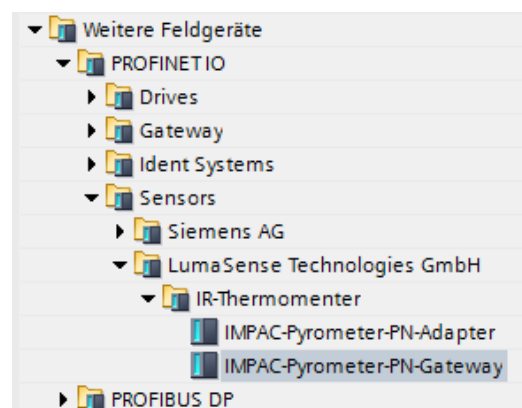 Weitere Feldgeräte
PROFINET IO
Drives
Gateway
Ident Systems
Sensors
Siemens AG
LumaSense Technologies GmbH
IR-Thermomenter
IMPAC-Pyrometer-PN-Adapter
IMPAC-Pyrometer-PN-Gateway
PROFIBUS DP